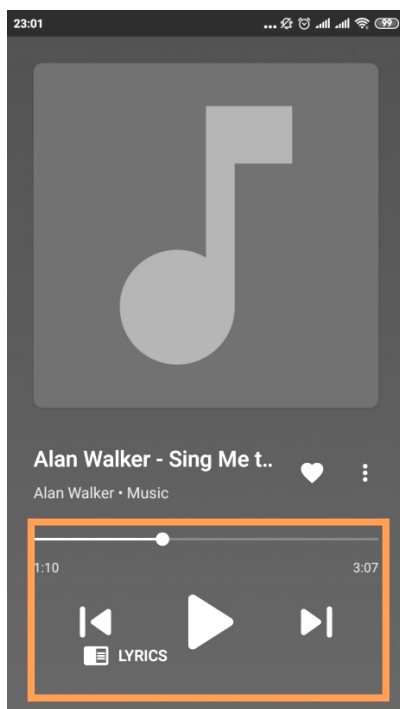 23:01
99
Alan Walker - Sing Me t..
Alan Walker • Music
1:10
3:07
LYRICS